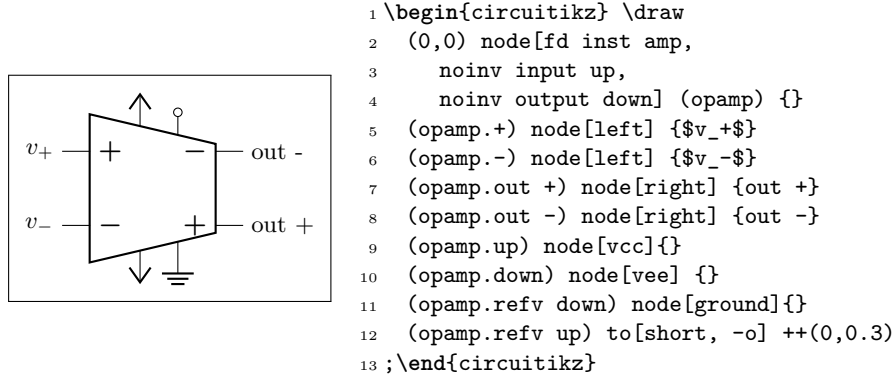 v+ + − out -
v− − + out +
1 \begin{circuitikz} \draw
2 (0,0) node[fd inst amp,
3 noinv input up,
4 noinv output down] (opamp) {}
5 (opamp.+) node[left] {$v_+$}
6 (opamp.-) node[left] {$v_-$}
7 (opamp.out +) node[right] {out +}
8 (opamp.out -) node[right] {out -}
9 (opamp.up) node[vcc]{}
10 (opamp.down) node[vee] {}
11 (opamp.refv down) node[ground]{}
12 (opamp.refv up) to[short, -o] ++(0,0.3)
13 ;\end{circuitikz}